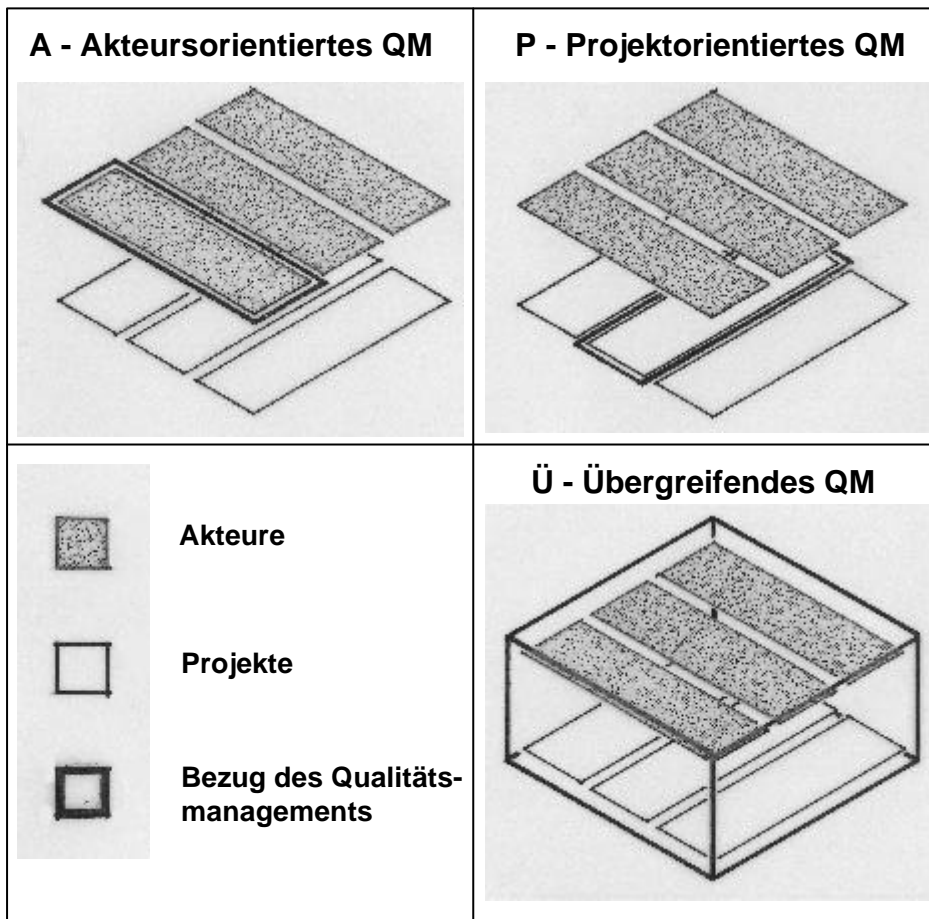 A - Akteursorientiertes QM
P - Projektorientiertes QM
Akteure
Projekte
Bezug des Qualitäts-
managements
Ü - Übergreifendes QM